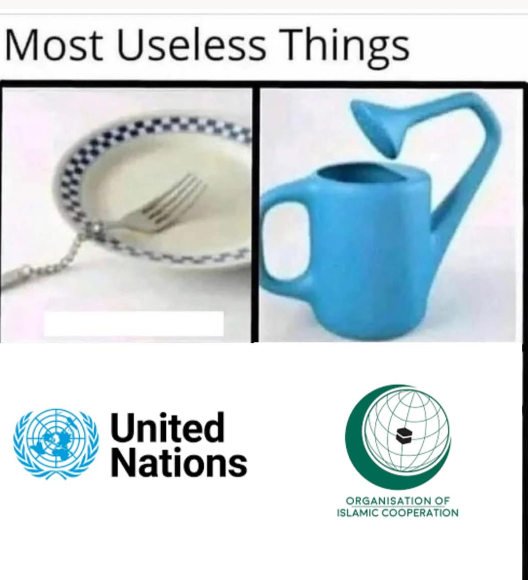 Most Useless Things
United
Nations
ORGANISATION OF
ISLAMIC COOPERATION